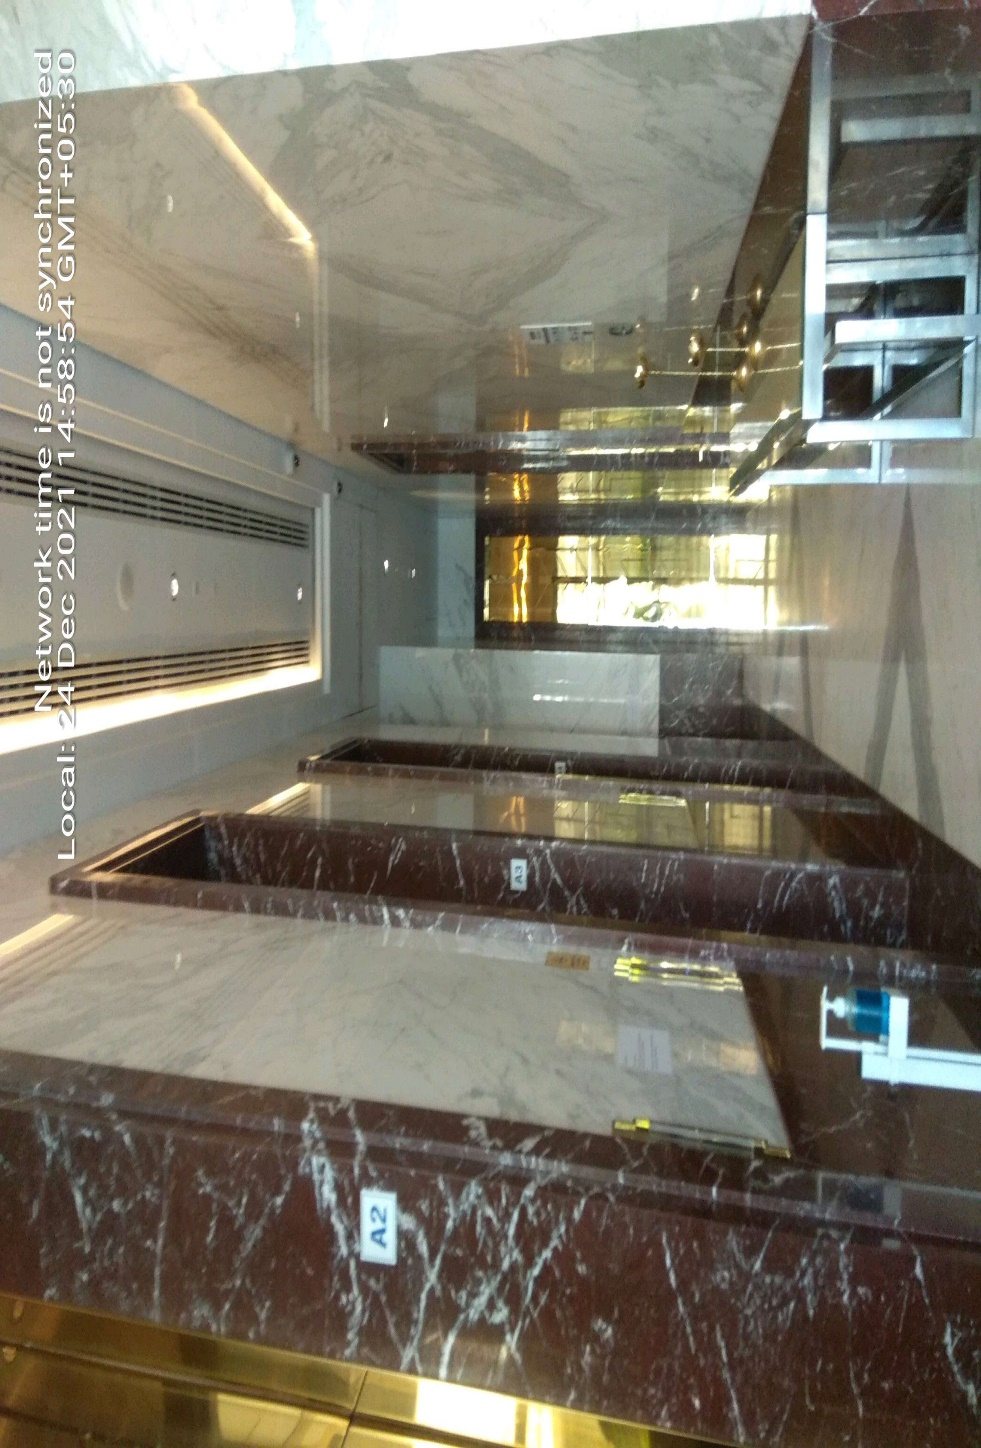 Network time is not synchronized
Local: 24 Dec 2021 14:58:54 GMT+05:30
A3
A2